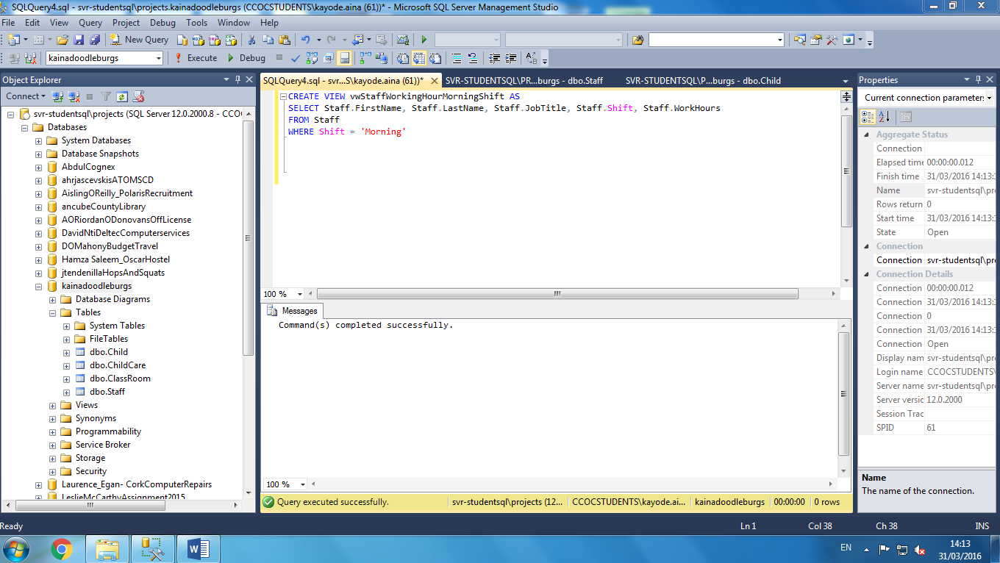 SQLQuery4.sql - svr-studentsql\projects.kainadoodleburgs (CCOCSTUDENTS\kayode.aina (61))* - Microsoft SQL Server Management Studio
File Edit View Query Project Debug Tools Window Help
New Query
kainadoodleburgs Execute Debug
Object Explorer
Connect
svr-studentsql\projects (SQL Server 12.0.2000.8 - CCO
Databases
System Databases
Database Snapshots
AbdulCognex
ahrjascevskisATOMSCD
AislingOReilly_PolarisRecruitment
ancubeCountyLibrary
AORiordanODonovansOffLicense
DavidNtiDeltecComputerservices
DOMahonyBudgetTravel
Hamza Saleem_OscarHostel
jtendenillaHopsAndSquats
kainadoodleburgs
Database Diagrams
Tables
System Tables
FileTables
dbo.Child
dbo.ChildCare
dbo.ClassRoom
dbo.Staff
Views
Synonyms
Programmability
Service Broker
Storage
Security
Laurence_Egan- CorkComputerRepairs
LeslieMcCarthyAssignment2015
SQLQuery4.sql - svr...S\kayode.aina (61))* SVR-STUDENTSQL\PR...burgs - dbo.Staff SVR-STUDENTSQL\P...burgs - dbo.Child
CREATE VIEW vwStaffWorkingHourMorningShift AS
SELECT Staff.FirstName, Staff.LastName, Staff.JobTitle, Staff.Shift, Staff.WorkHours
FROM Staff
WHERE Shift = 'Morning'
100 %
Messages
Command(s) completed successfully.
100 %
Query executed successfully. svr-studentsql\projects (12... CCOCSTUDENTS\kayode.ai... kainadoodleburgs 00:00:00 0 rows
Properties
Current connection parameters
Aggregate Status
Connection
Elapsed time 00:00:00.012
Finish time 31/03/2016 14:13:
Name svr-studentsql\pr
Rows return 0
Start time 31/03/2016 14:13:
State Open
Connection
Connection svr-studentsql\pr
Connection Details
Connection 00:00:00.012
Connection 31/03/2016 14:13:
Connection 0
Connection 31/03/2016 14:13:
Connection Open
Display nam svr-studentsql\pr
Login name CCOCSTUDENTS\
Server name svr-studentsql\pr
Server versic 12.0.2000
Session Trac
SPID 61
Name
The name of the connection.
Ready Ln 1 Col 38 Ch 38 INS
EN 14:13
31/03/2016